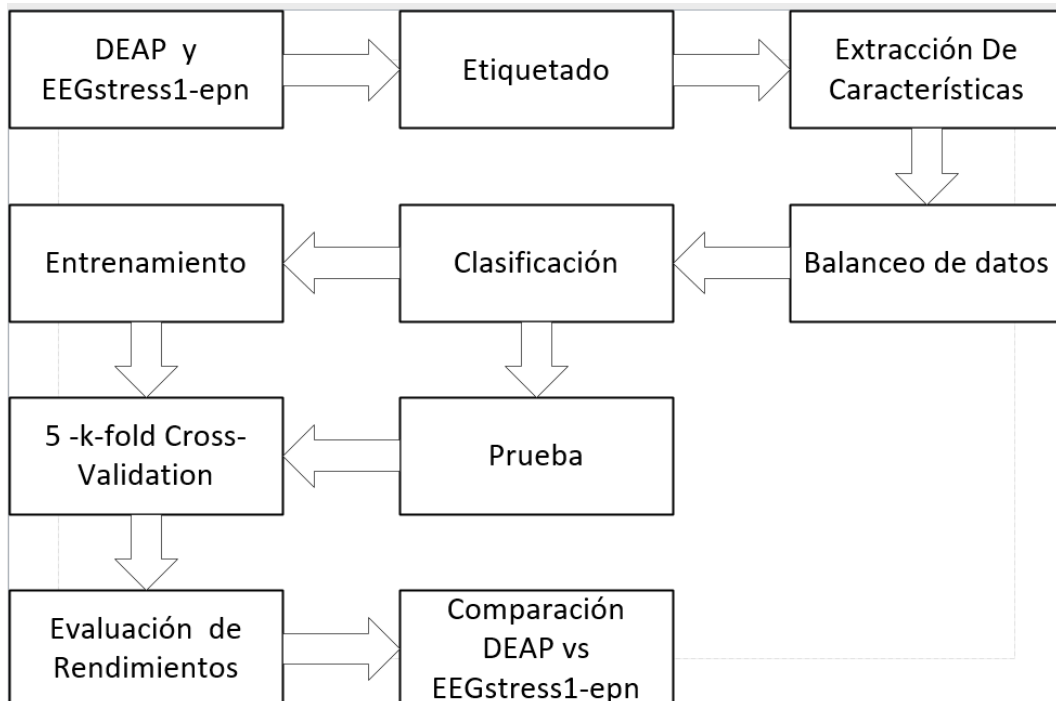 DEAP y
EEGstress1-epn
Etiquetado
Extracción De
Características
Entrenamiento
Clasificación
Balanceo de datos
5 -k-fold Cross-
Validation
Prueba
Evaluación de
Rendimientos
Comparación
DEAP vs
EEGstress1-epn